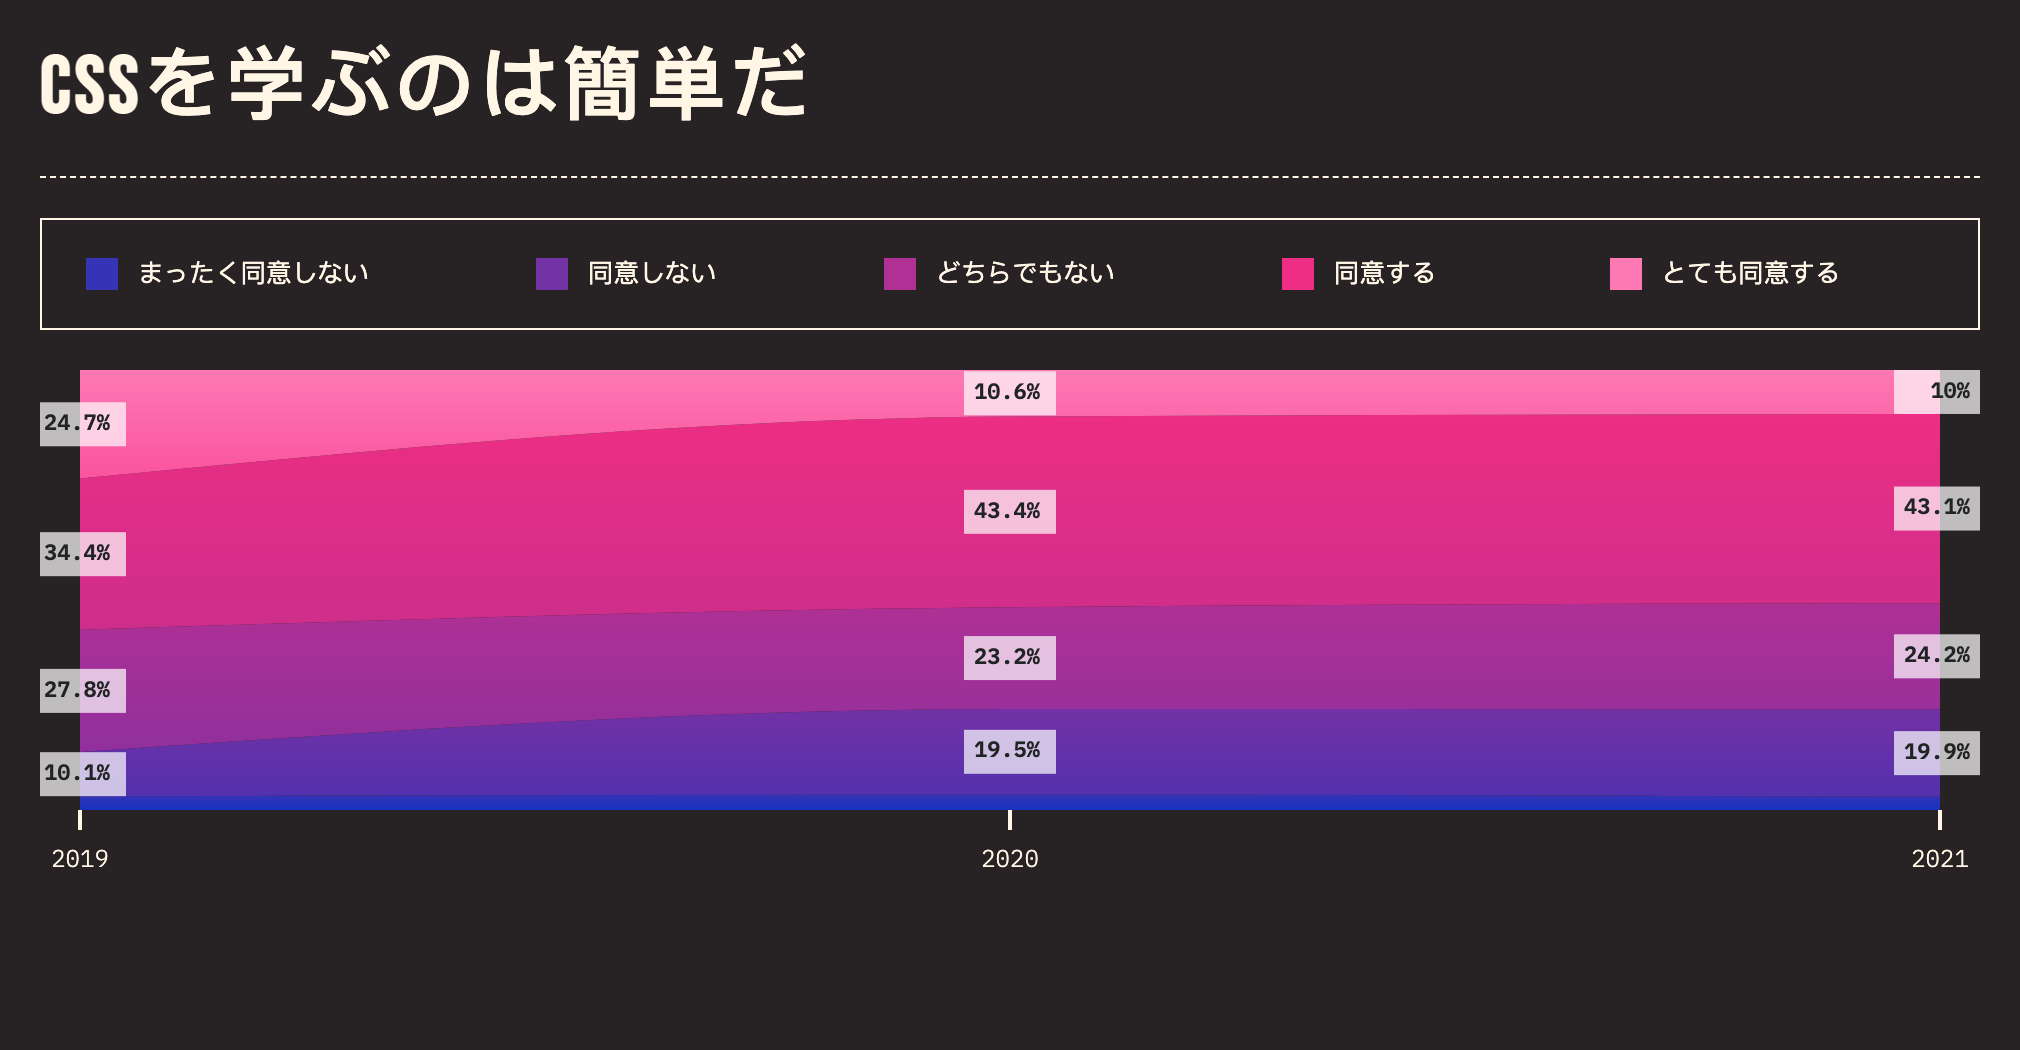 CSSを学ぶのは簡単だ
まったく同意しない 同意しない どちらでもない 同意する とても同意する
10.6% 10%
24.7%
43.4% 43.1%
34.4%
23.2% 24.2%
27.8%
19.5% 19.9%
10.1%
2019 2020 2021